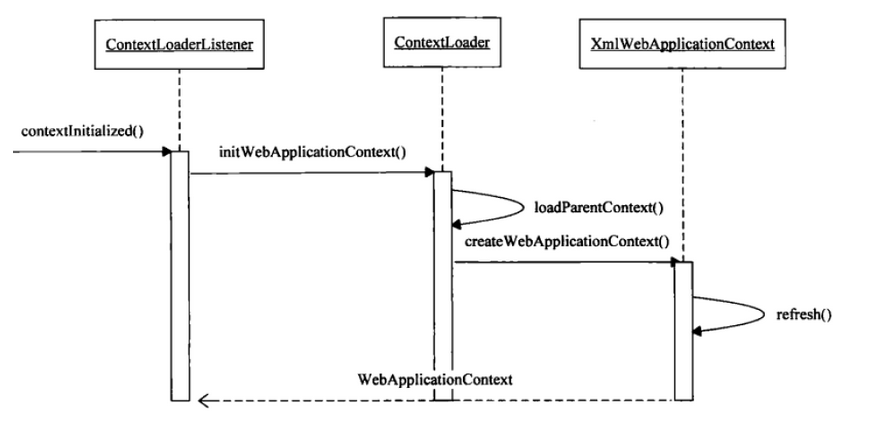 ContextLoaderListener
ContextLoader
XmlWebApplicationContext
contextInitialized()
initWebApplicationContext()
loadParentContext()
createWebApplicationContext()
refresh()
WebApplicationContext